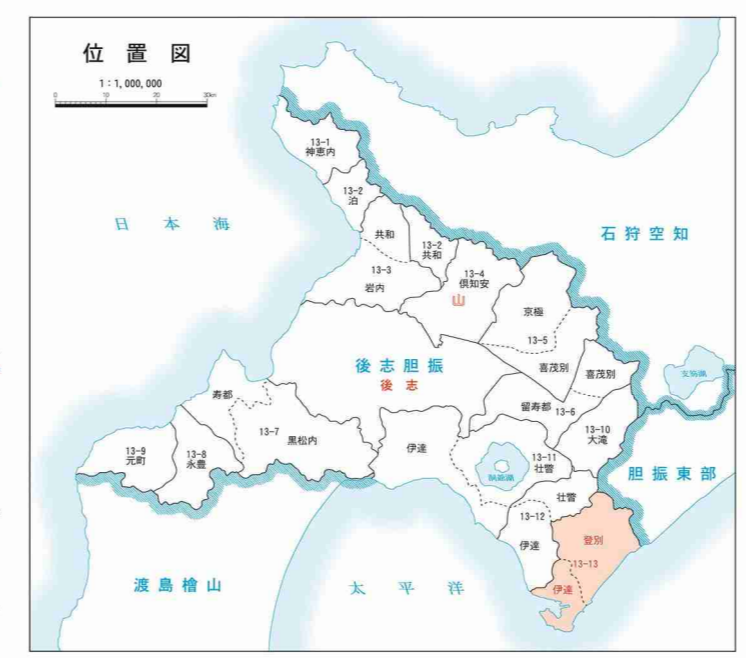 位置図
1:1,000,000
0 10 20 30km
13-1
神恵内
13-2
泊
共和
13-2
共和
13-3
岩内
13-4
倶知安
山
京極
13-5
喜茂別
喜茂別
日本海
石狩空知
後志胆振
後志
支笏湖
留寿都
13-6
13-10
大滝
寿都
13-7
黒松内
13-9
元町
13-8
永豊
伊達
13-11
壮瞥
洞爺湖
壮瞥
胆振東部
13-12
伊達
登別
13-13
伊達
渡島檜山
太平洋